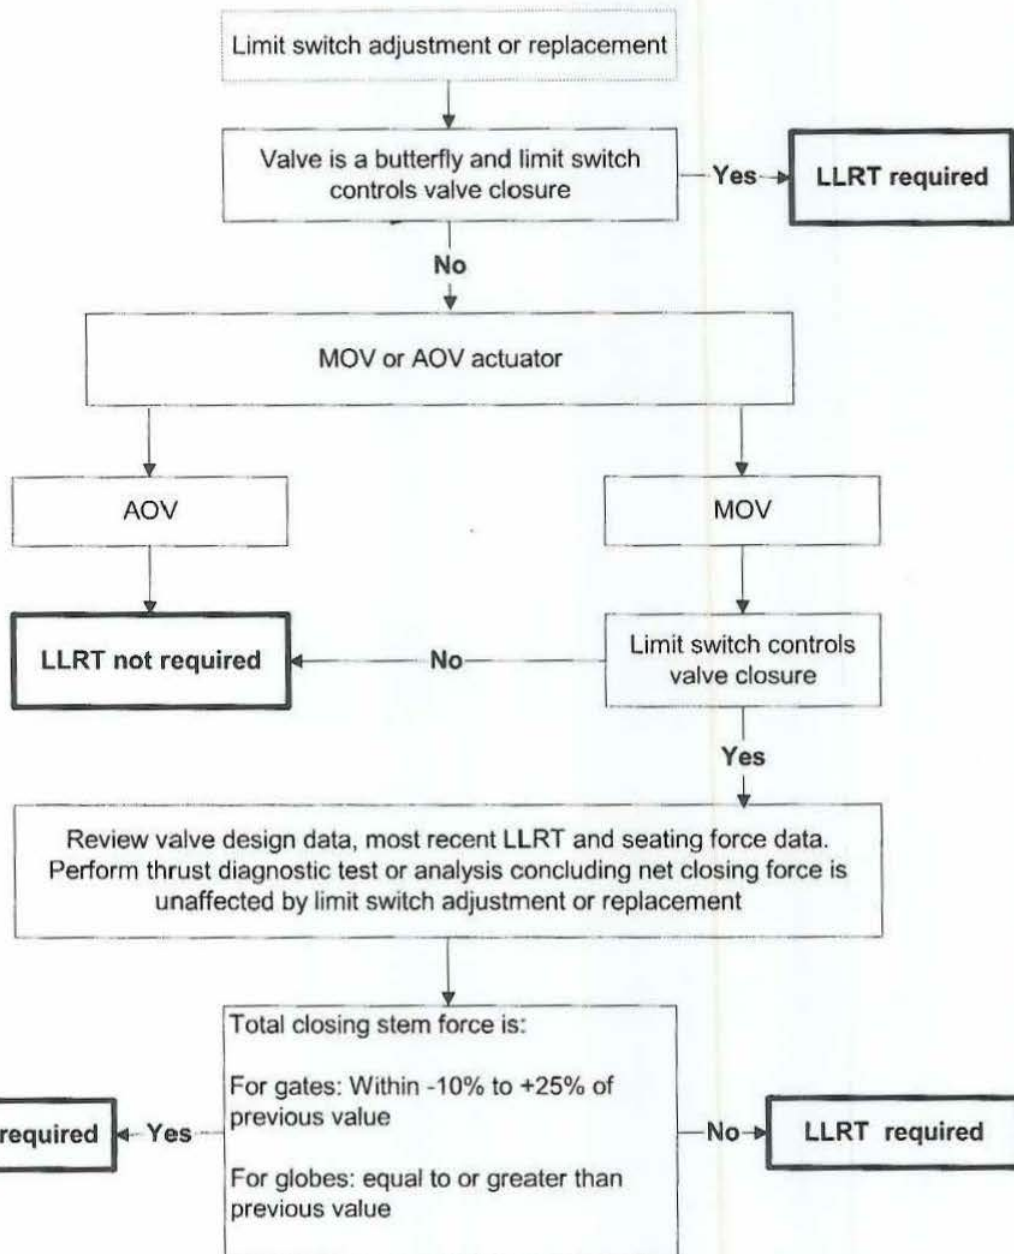 Limit switch adjustment or replacement
Valve is a butterfly and limit switch
controls valve closure
Yes
LLRT required
No
MOV or AOV actuator
AOV
MOV
LLRT not required
No
Limit switch controls
valve closure
Yes
Review valve design data, most recent LLRT and seating force data.
Perform thrust diagnostic test or analysis concluding net closing force is
unaffected by limit switch adjustment or replacement
Total closing stem force is:
For gates: Within -10% to +25% of
previous value
required
Yes
No
LLRT required
For globes: equal to or greater than
previous value